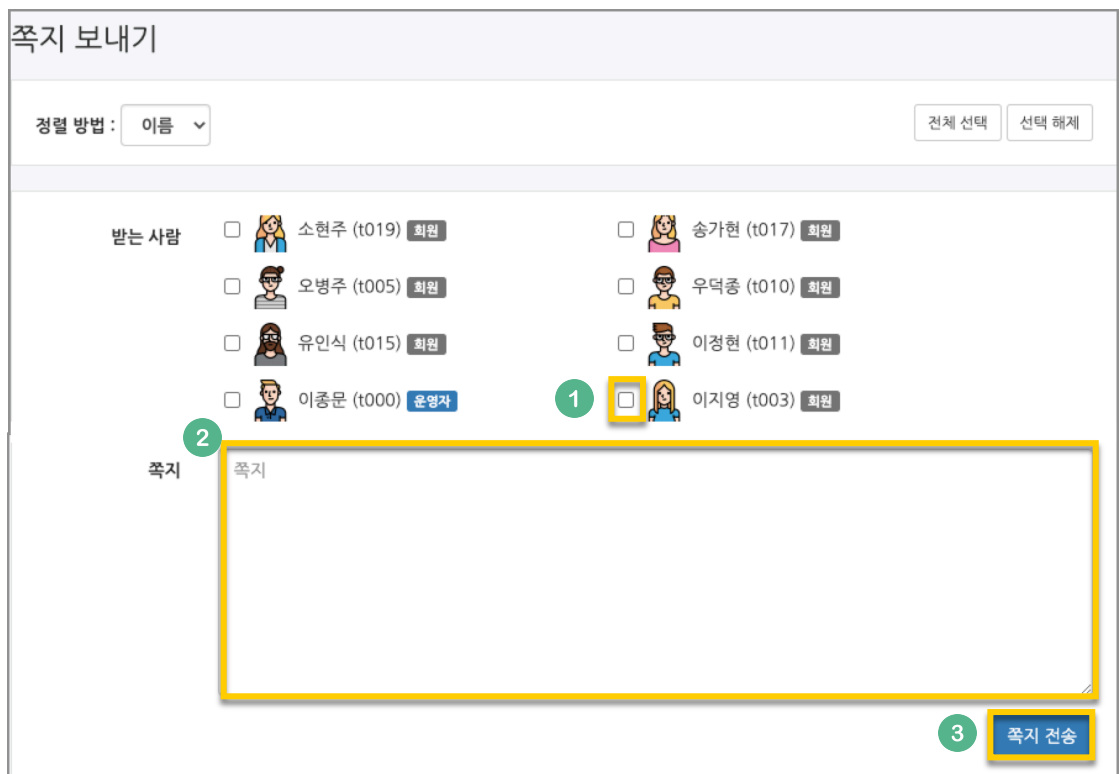 쪽지 보내기
정렬 방법 : 이름 전체 선택 선택 해제
받는 사람 소현주 (t019) 회원 송가현 (t017) 회원
오병주 (t005) 회원 우덕종 (t010) 회원
유인식 (t015) 회원 이정현 (t011) 회원
이종문 (t000) 운영자 1 이지영 (t003) 회원
2
쪽지 쪽지
3 쪽지 전송